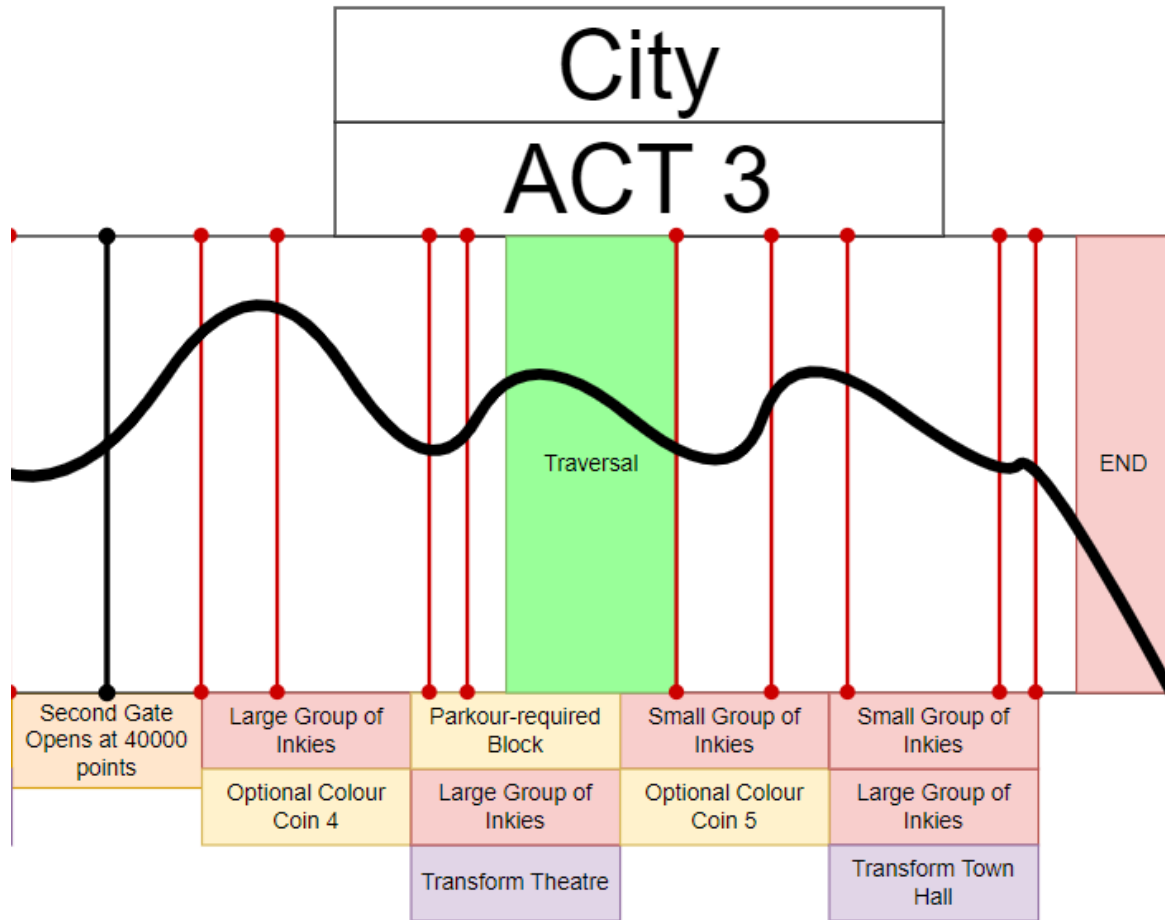 City
ACT 3
Traversal
END
Second Gate
Opens at 40000
points
Large Group of
Inkies
Parkour-required
Block
Small Group of
Inkies
Small Group of
Inkies
Optional Colour
Coin 4
Large Group of
Inkies
Optional Colour
Coin 5
Large Group of
Inkies
Transform Theatre
Transform Town
Hall